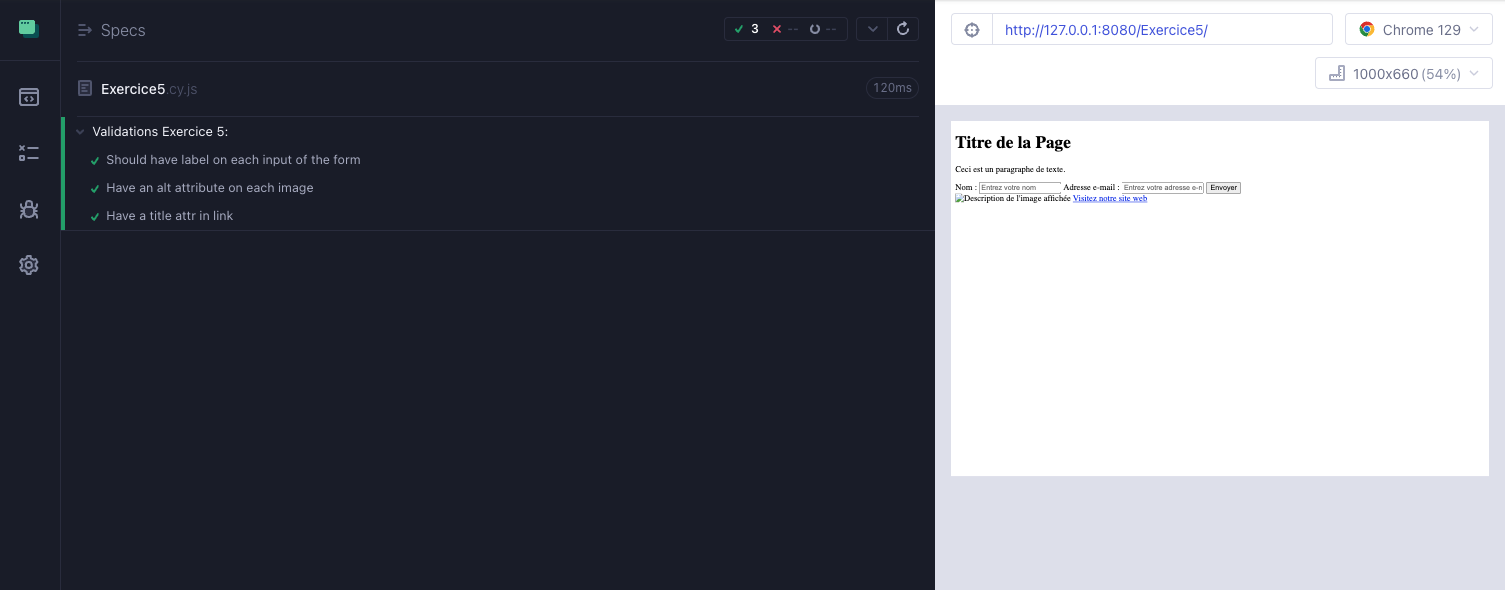 Specs
3 -- --
Exercice5.cy.js
120ms
Validations Exercice 5:
Should have label on each input of the form
Have an alt attribute on each image
Have a title attr in link
http://127.0.0.1:8080/Exercice5/
Chrome 129
1000x660 (54%)
Titre de la Page
Ceci est un paragraphe de texte.
Nom : Entrez votre nom Adresse e-mail : Entrez votre adresse e-n Envoyer
Description de l'image affichée Visitez notre site web